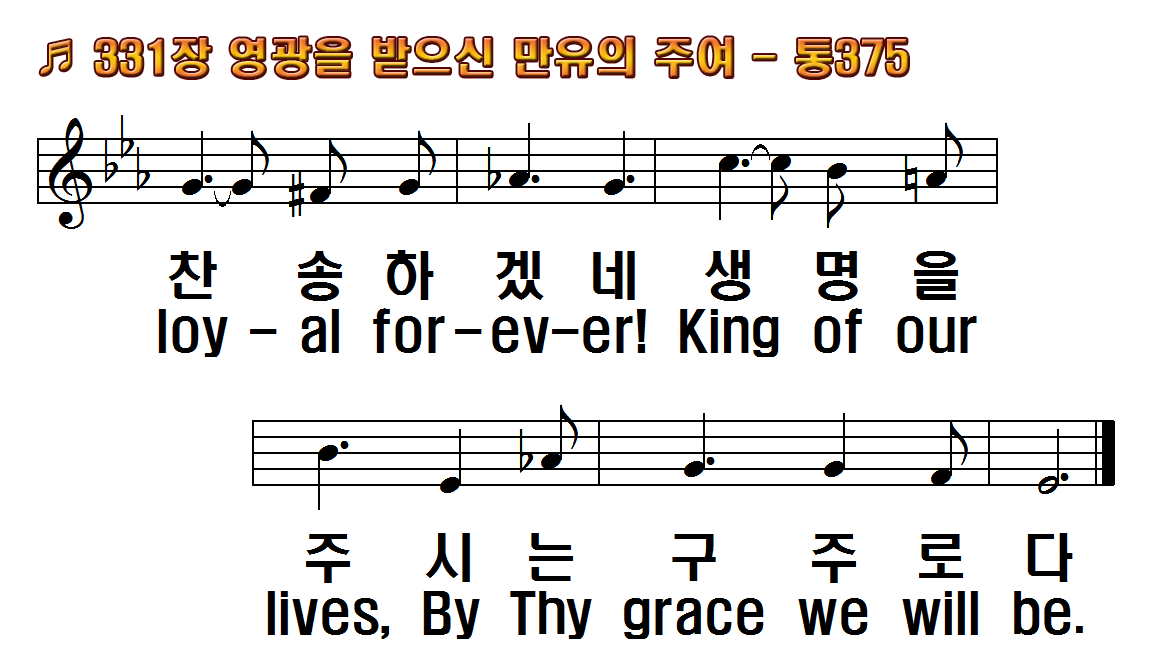 ♬ 331장 영광을 받으신 만유의 주여 - 통375
찬 송 하 겠 네 생 명 을
loy - al for-ev-er! King of our
주 시 는 구 주 로 다
lives, By Thy grace we will be.